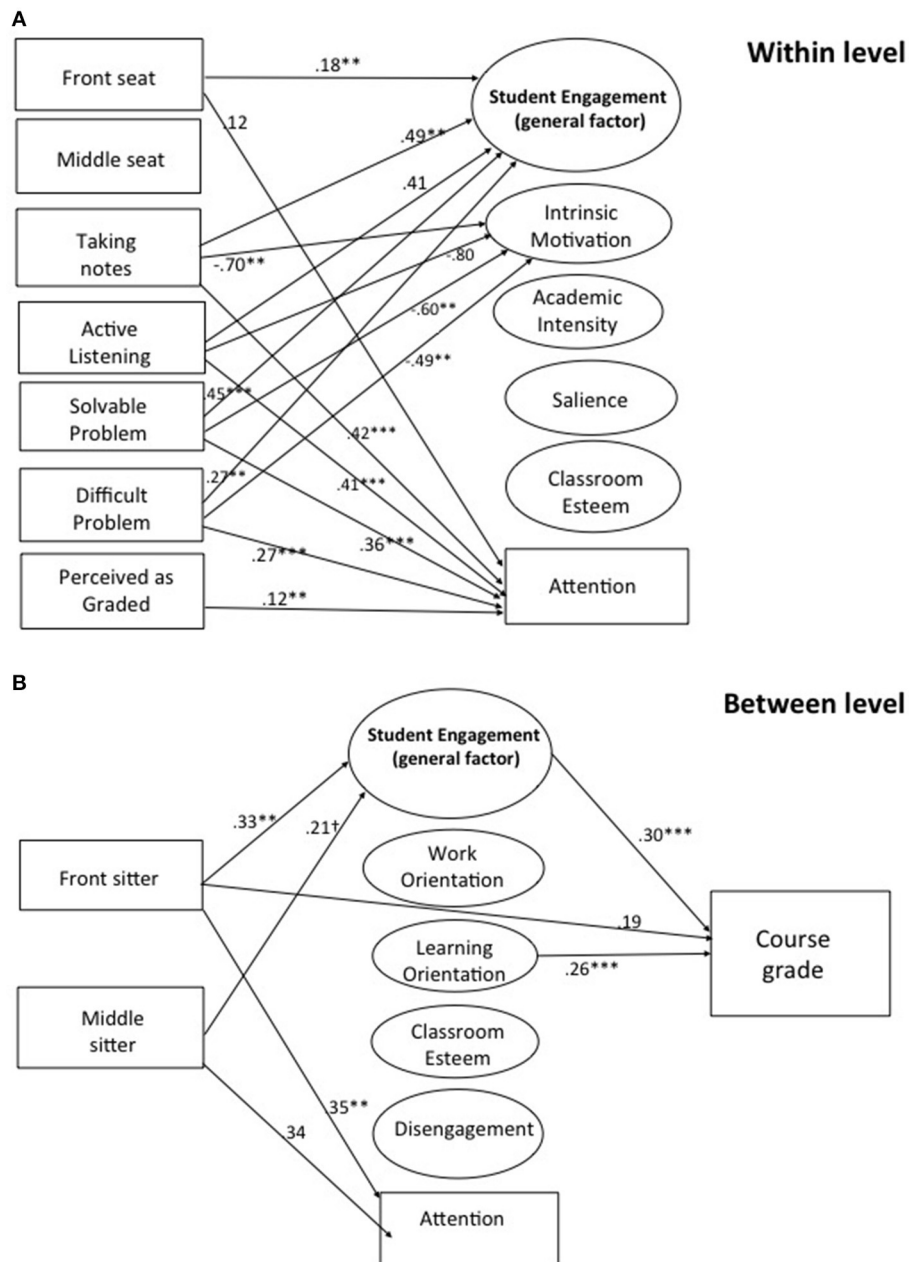 A
Within level
Front seat
.18**
Student Engagement
(general factor)
.12
Middle seat
.49**
.41
Taking
notes
Intrinsic
Motivation
-.70**
-.80
Active
Listening
-.60**
Academic
Intensity
-.49**
Solvable
Problem
.45***
Salience
.42***
Difficult
Problem
.27**
.41***
Classroom
Esteem
.27***
.36***
Perceived as
Graded
.12**
Attention
B
Between level
Student Engagement
(general factor)
.33**
.21†
.30***
Front sitter
Work
Orientation
.19
Learning
Orientation
.26***
Course
grade
Middle
sitter
Classroom
Esteem
.35**
.34
Disengagement
Attention